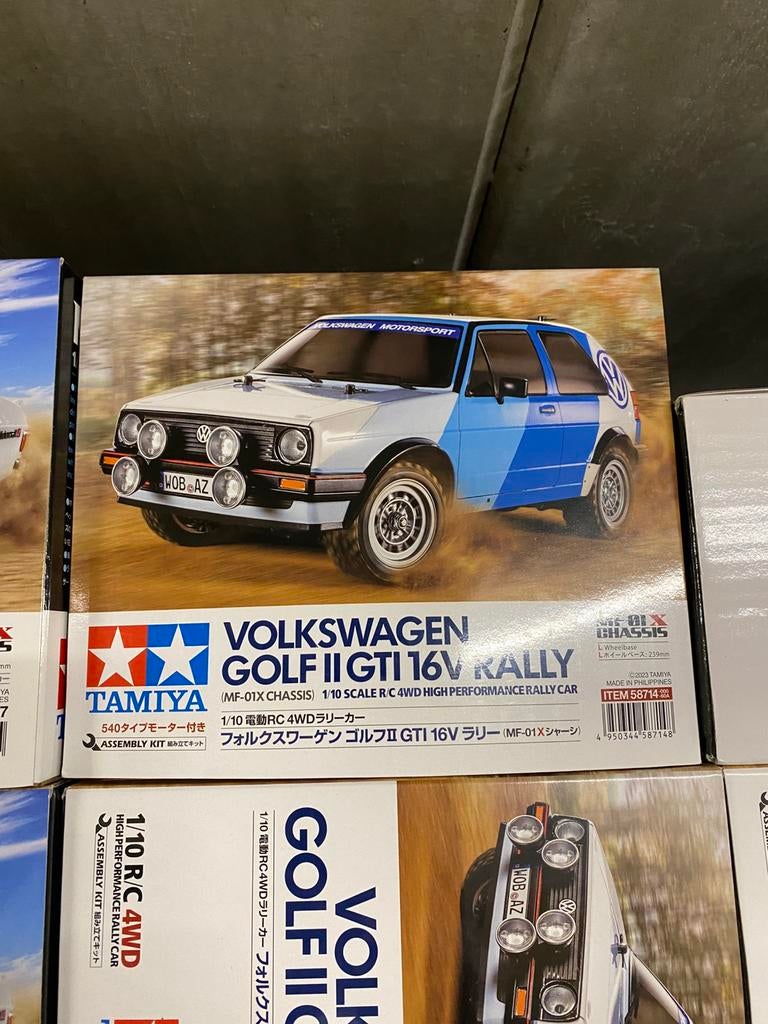 VOLKSWAGEN MOTORSPORT
WOB AZ
TAMIYA
VOLKSWAGEN
GOLF II GTI 16V RALLY
(MF-01X CHASSIS) 1/10 SCALE R/C 4WD HIGH PERFORMANCE RALLY CAR
1/10 電動RC 4WDラリーカー
フォルクスワーゲン ゴルフII GTI 16V ラリー (MF-01Xシャーシ)
540タイプモーター付き
ASSEMBLY KIT 組み立てキット
MF-01X
CHASSIS
L Wheelbase
Lホイールベース: 239mm
©2023 TAMIYA
MADE IN PHILIPPINES
ITEM 58714
4 950344 587148
1/10 R/C 4WD
HIGH PERFORMANCE RALLY CAR
ASSEMBLY KIT 組み立てキット
1/10 電動RC4WDラリーカー フォルクス
VOLK
GOLF II G
WOB AZ